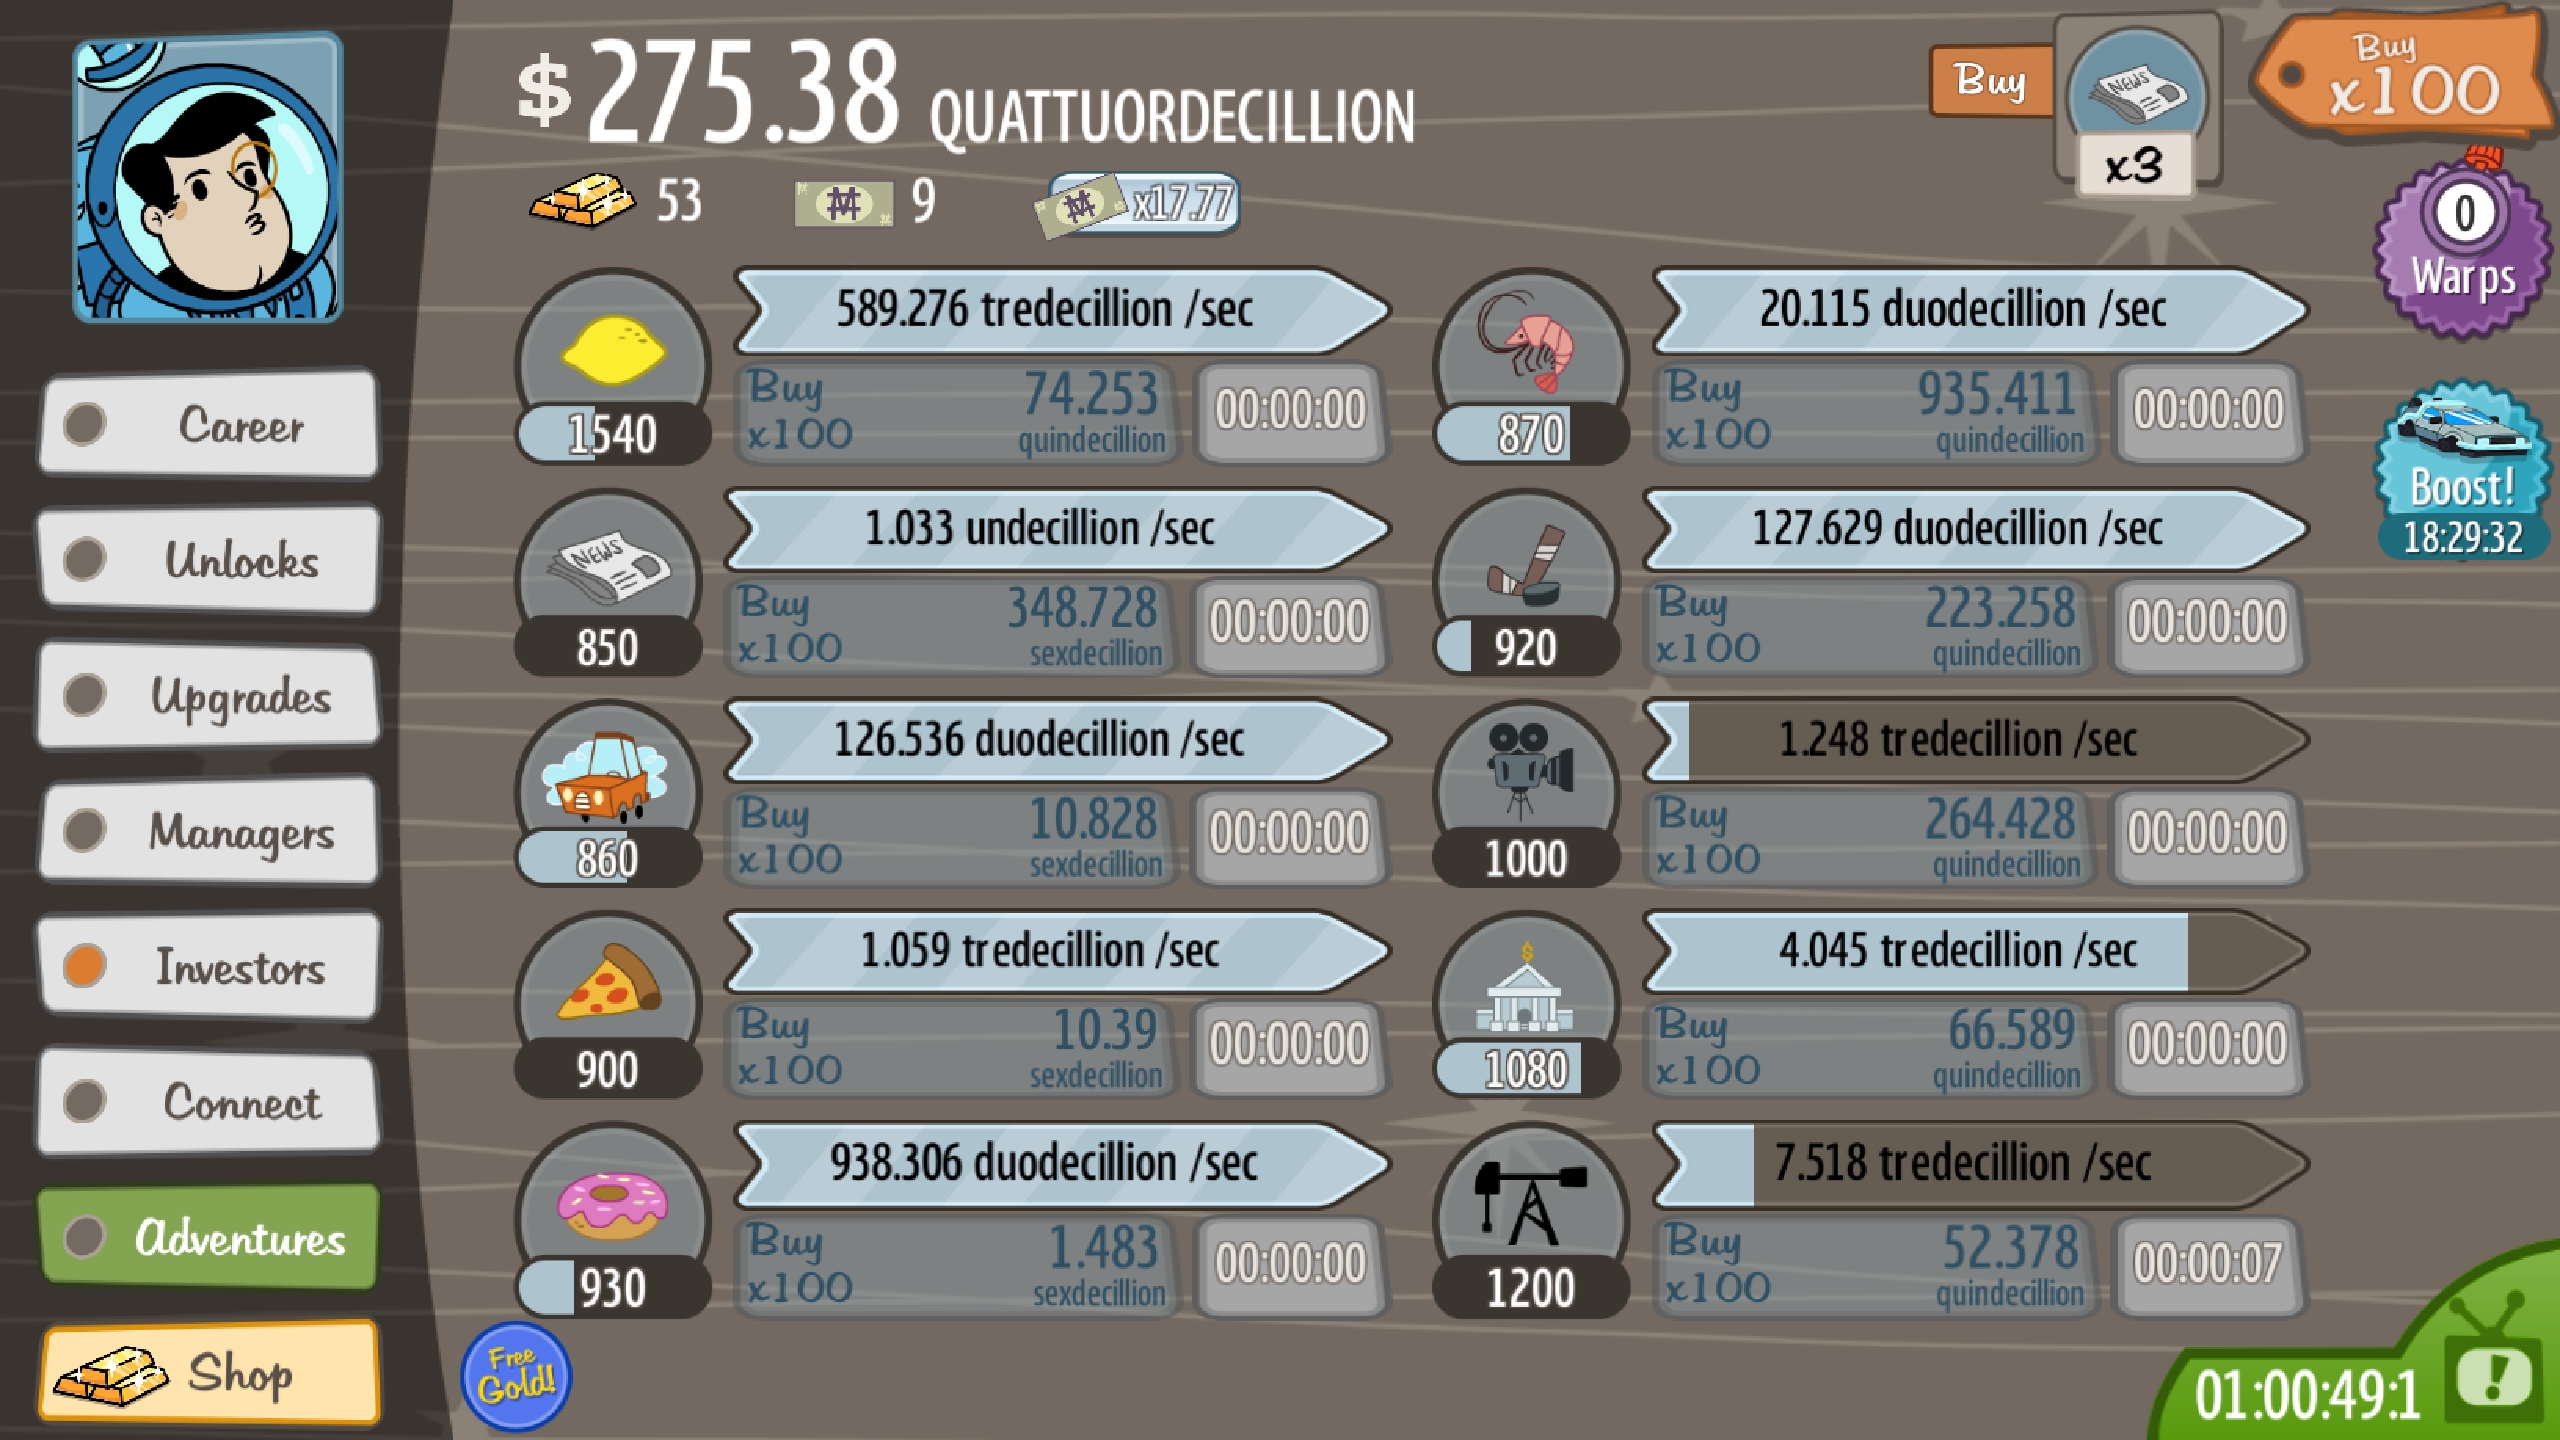 $275.38 QUATTUORDECILLION
53
9
x17.77
Buy
NEWS
x3
Buy
x100
0
Warps
Boost!
18:29:32
Career
Unlocks
Upgrades
Managers
Investors
Connect
Adventures
Shop
589.276 tredecillion /sec
1540
Buy
x100
74.253
quindecillion
00:00:00
NEWS
1.033 undecillion /sec
850
Buy
x100
348.728
sexdecillion
00:00:00
126.536 duodecillion /sec
860
Buy
x100
10.828
sexdecillion
00:00:00
1.059 tredecillion /sec
900
Buy
x100
10.39
sexdecillion
00:00:00
938.306 duodecillion /sec
930
Buy
x100
1.483
sexdecillion
00:00:00
20.115 duodecillion /sec
870
Buy
x100
935.411
quindecillion
00:00:00
127.629 duodecillion /sec
920
Buy
x100
223.258
quindecillion
00:00:00
1.248 tredecillion /sec
1000
Buy
x100
264.428
quindecillion
00:00:00
4.045 tredecillion /sec
1080
Buy
x100
66.589
quindecillion
00:00:00
7.518 tredecillion /sec
1200
Buy
x100
52.378
quindecillion
00:00:07
Free
Gold!
01:00:49:1